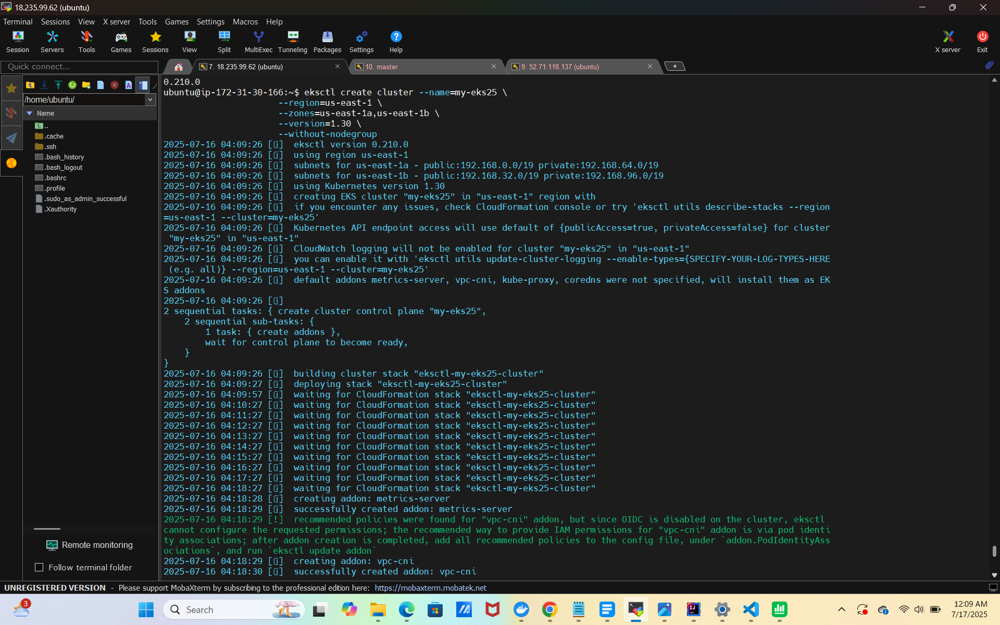 18.235.99.62 (ubuntu)
Terminal Sessions View X server Tools Games Settings Macros Help
Session Servers Tools Games Sessions View Split MultiExec Tunneling Packages Settings Help X server Exit
Quick connect...
7. 18.235.99.62 (ubuntu)
10. master
9. 52.71.118.137 (ubuntu)
/home/ubuntu/
Name
..
.cache
.ssh
.bash_history
.bash_logout
.bashrc
.profile
.sudo_as_admin_successful
.Xauthority
Remote monitoring
Follow terminal folder
0.210.0
ubuntu@ip-172-31-30-166:~$ eksctl create cluster --name=my-eks25 \
--region=us-east-1 \
--zones=us-east-1a,us-east-1b \
--version=1.30 \
--without-nodegroup
2025-07-16 04:09:26 [i] eksctl version 0.210.0
2025-07-16 04:09:26 [i] using region us-east-1
2025-07-16 04:09:26 [i] subnets for us-east-1a - public:192.168.0.0/19 private:192.168.64.0/19
2025-07-16 04:09:26 [i] subnets for us-east-1b - public:192.168.32.0/19 private:192.168.96.0/19
2025-07-16 04:09:26 [i] using Kubernetes version 1.30
2025-07-16 04:09:26 [i] creating EKS cluster "my-eks25" in "us-east-1" region with
2025-07-16 04:09:26 [i] if you encounter any issues, check CloudFormation console or try 'eksctl utils describe-stacks --region
=us-east-1 --cluster=my-eks25'
2025-07-16 04:09:26 [i] Kubernetes API endpoint access will use default of {publicAccess=true, privateAccess=false} for cluster
"my-eks25" in "us-east-1"
2025-07-16 04:09:26 [i] CloudWatch logging will not be enabled for cluster "my-eks25" in "us-east-1"
2025-07-16 04:09:26 [i] you can enable it with 'eksctl utils update-cluster-logging --enable-types={SPECIFY-YOUR-LOG-TYPES-HERE
(e.g. all)} --region=us-east-1 --cluster=my-eks25'
2025-07-16 04:09:26 [i] default addons metrics-server, vpc-cni, kube-proxy, coredns were not specified, will install them as EK
S addons
2025-07-16 04:09:26 [i]
2 sequential tasks: { create cluster control plane "my-eks25",
2 sequential sub-tasks: {
1 task: { create addons },
wait for control plane to become ready,
}
}
2025-07-16 04:09:26 [i] building cluster stack "eksctl-my-eks25-cluster"
2025-07-16 04:09:27 [i] deploying stack "eksctl-my-eks25-cluster"
2025-07-16 04:09:57 [i] waiting for CloudFormation stack "eksctl-my-eks25-cluster"
2025-07-16 04:10:27 [i] waiting for CloudFormation stack "eksctl-my-eks25-cluster"
2025-07-16 04:11:27 [i] waiting for CloudFormation stack "eksctl-my-eks25-cluster"
2025-07-16 04:12:27 [i] waiting for CloudFormation stack "eksctl-my-eks25-cluster"
2025-07-16 04:13:27 [i] waiting for CloudFormation stack "eksctl-my-eks25-cluster"
2025-07-16 04:14:27 [i] waiting for CloudFormation stack "eksctl-my-eks25-cluster"
2025-07-16 04:15:27 [i] waiting for CloudFormation stack "eksctl-my-eks25-cluster"
2025-07-16 04:16:27 [i] waiting for CloudFormation stack "eksctl-my-eks25-cluster"
2025-07-16 04:17:27 [i] waiting for CloudFormation stack "eksctl-my-eks25-cluster"
2025-07-16 04:18:27 [i] waiting for CloudFormation stack "eksctl-my-eks25-cluster"
2025-07-16 04:18:28 [i] creating addon: metrics-server
2025-07-16 04:18:29 [i] successfully created addon: metrics-server
2025-07-16 04:18:29 [!] recommended policies were found for "vpc-cni" addon, but since OIDC is disabled on the cluster, eksctl
cannot configure the requested permissions; the recommended way to provide IAM permissions for "vpc-cni" addon is via pod identi
ty associations; after addon creation is completed, add all recommended policies to the config file, under `addon.PodIdentityAss
ociations`, and run `eksctl update addon`
2025-07-16 04:18:29 [i] creating addon: vpc-cni
2025-07-16 04:18:30 [i] successfully created addon: vpc-cni
UNREGISTERED VERSION - Please support MobaXterm by subscribing to the professional edition here: https://mobaxterm.mobatek.net
3
Search
12:09 AM
7/17/2025